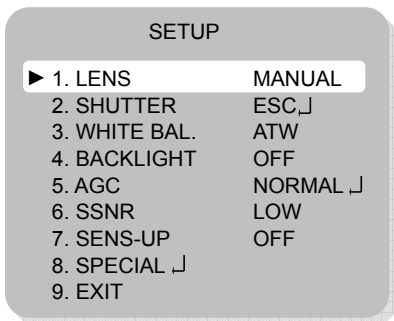 SETUP
► 1. LENS MANUAL
2. SHUTTER ESC↵
3. WHITE BAL. ATW
4. BACKLIGHT OFF
5. AGC NORMAL ↵
6. SSNR LOW
7. SENS-UP OFF
8. SPECIAL ↵
9. EXIT